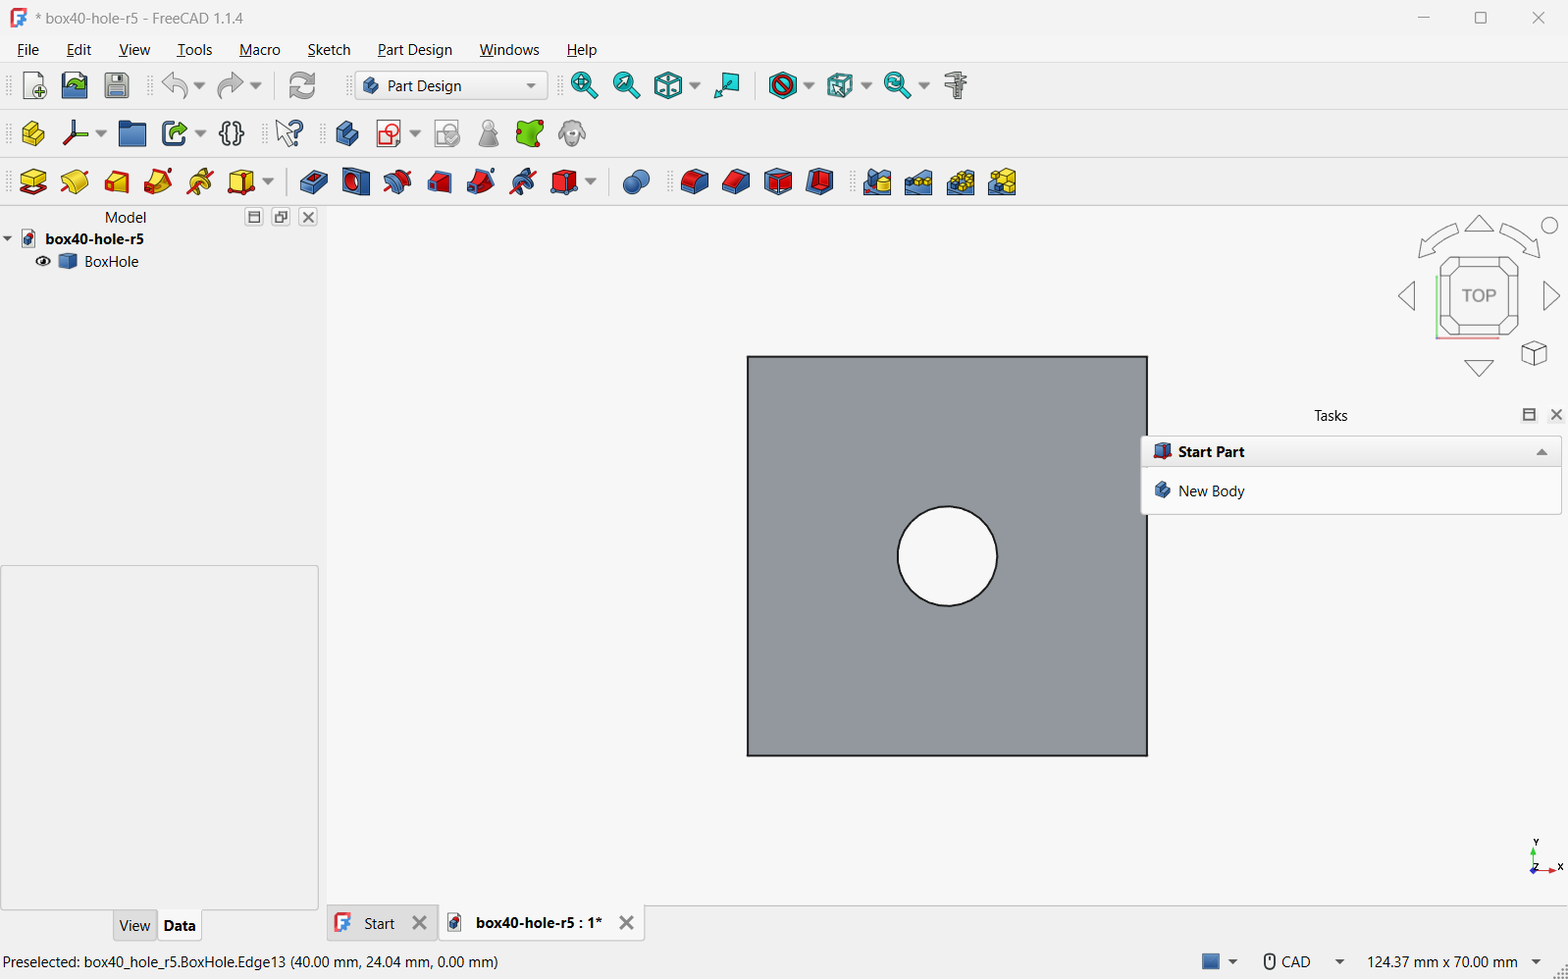 * box40-hole-r5 - FreeCAD 1.1.4
File Edit View Tools Macro Sketch Part Design Windows Help
Part Design
Model
box40-hole-r5
BoxHole
TOP
Tasks
Start Part
New Body
Y
Z X
View Data
Start box40-hole-r5 : 1*
Preselected: box40_hole_r5.BoxHole.Edge13 (40.00 mm, 24.04 mm, 0.00 mm)
CAD 124.37 mm x 70.00 mm